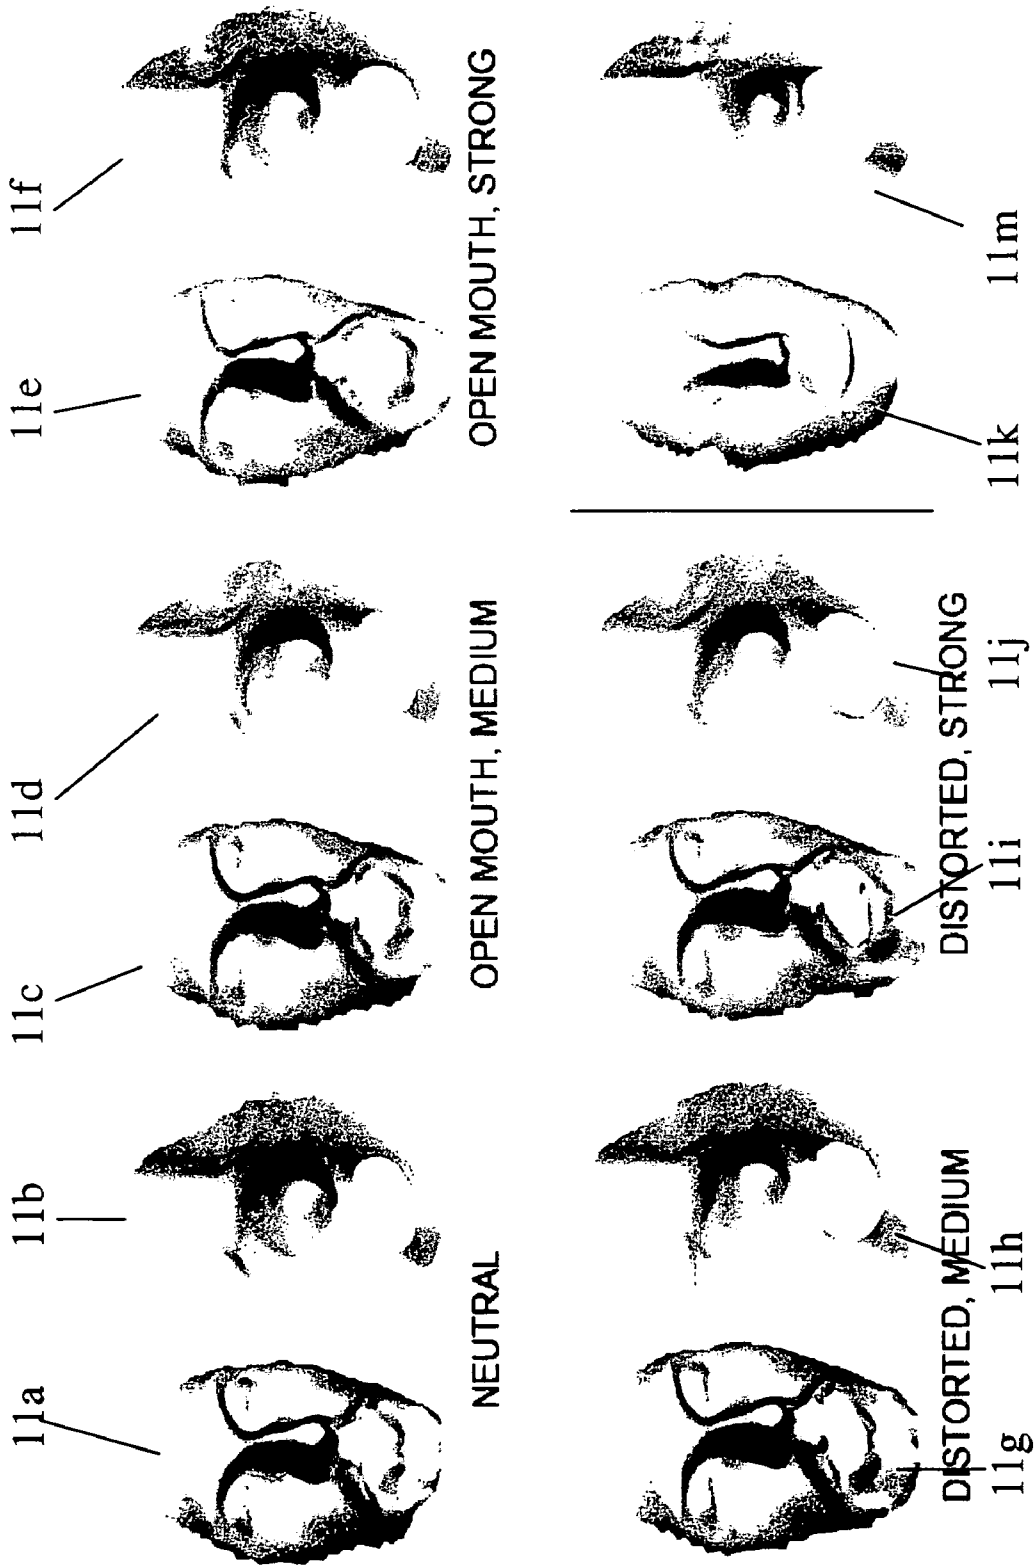 11a
11b
11c
11d
11e
11f
NEUTRAL
OPEN MOUTH, MEDIUM
OPEN MOUTH, STRONG
DISTORTED, MEDIUM
DISTORTED, STRONG
11g
11h
11i
11j
11k
11m